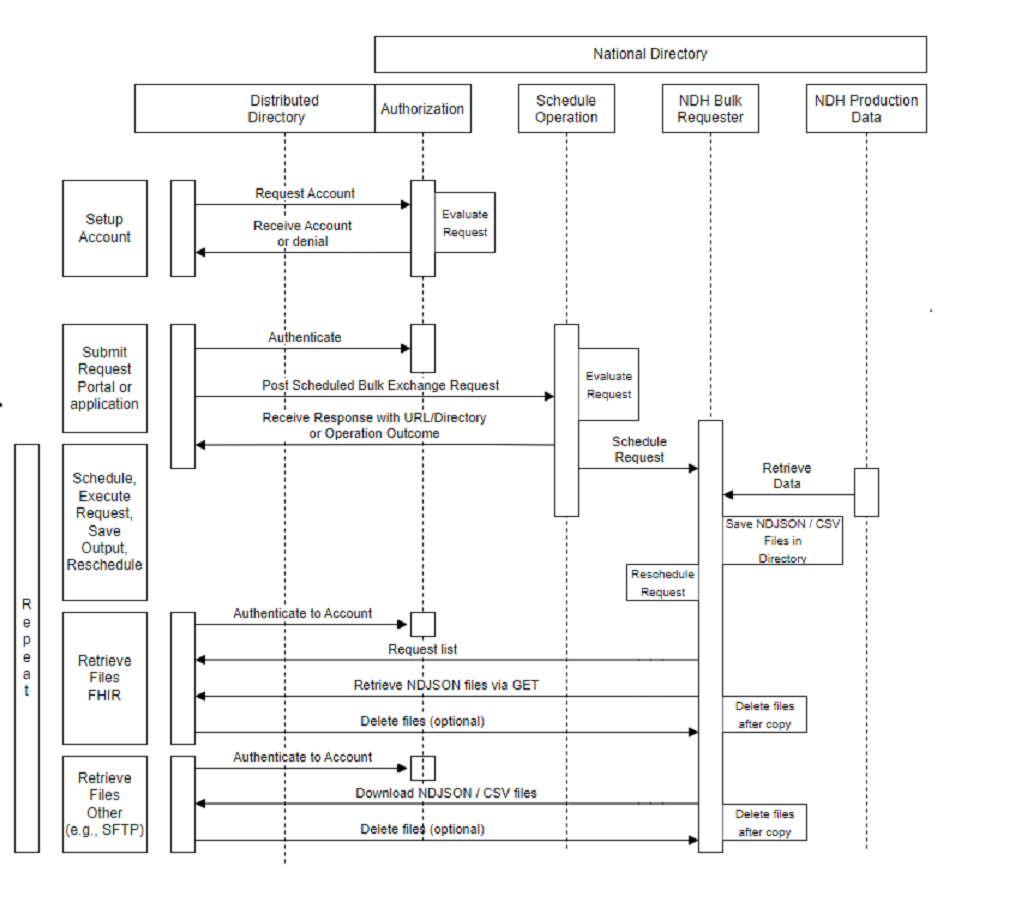 National Directory
Distributed
Directory
Authorization
Schedule
Operation
NDH Bulk
Requester
NDH Production
Data
Setup
Account
Request Account
Receive Account
or denial
Evaluate
Request
Submit
Request
Portal or
application
Authenticate
Post Scheduled Bulk Exchange Request
Receive Response with URL/Directory
or Operation Outcome
Evaluate
Request
Schedule
Request
Retrieve
Data
Repeat
Schedule,
Execute
Request,
Save
Output,
Reschedule
Save NDJSON / CSV
Files in
Directory
Reschedule
Request
Retrieve
Files
FHIR
Authenticate to Account
Request list
Retrieve NDJSON files via GET
Delete files (optional)
Delete files
after copy
Retrieve
Files
Other
(e.g., SFTP)
Authenticate to Account
Download NDJSON / CSV files
Delete files (optional)
Delete files
after copy